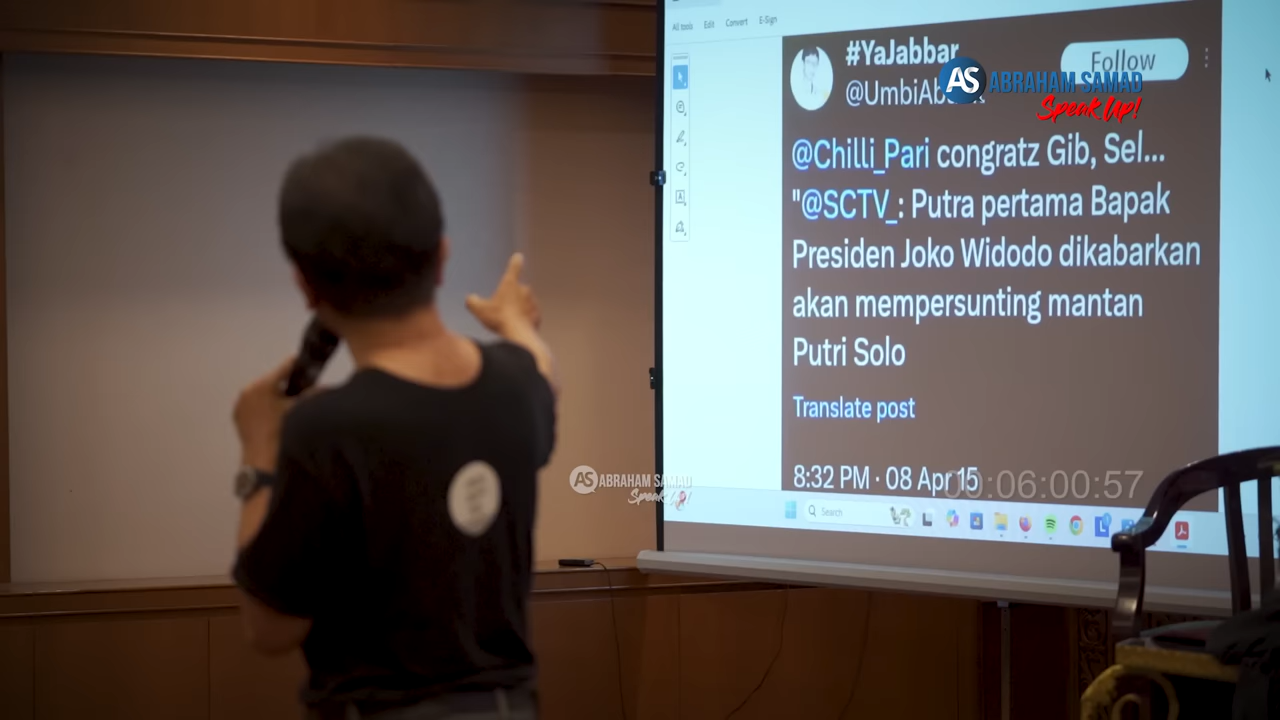 All tools Edit Convert E-Sign
#YaJabbar
Follow
AS ABRAHAM SAMAD
Speak Up!
@Chilli_Pari congratz Gib, Sel...
"@SCTV_: Putra pertama Bapak
Presiden Joko Widodo dikabarkan
akan mempersunting mantan
Putri Solo
Translate post
8:32 PM · 08 Apr 15
00:06:00:57
AS ABRAHAM SAMAD
Speak Up!
Search